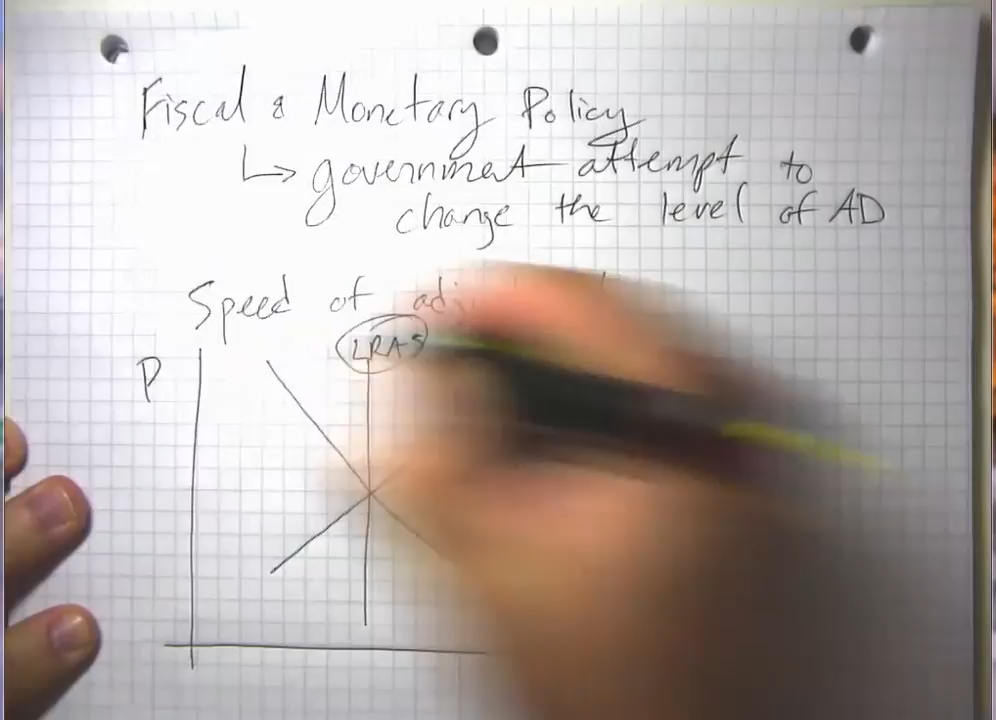 Fiscal & Monetary Policy
↳ government attempt to
change the level of AD
Speed of
LRAS
P